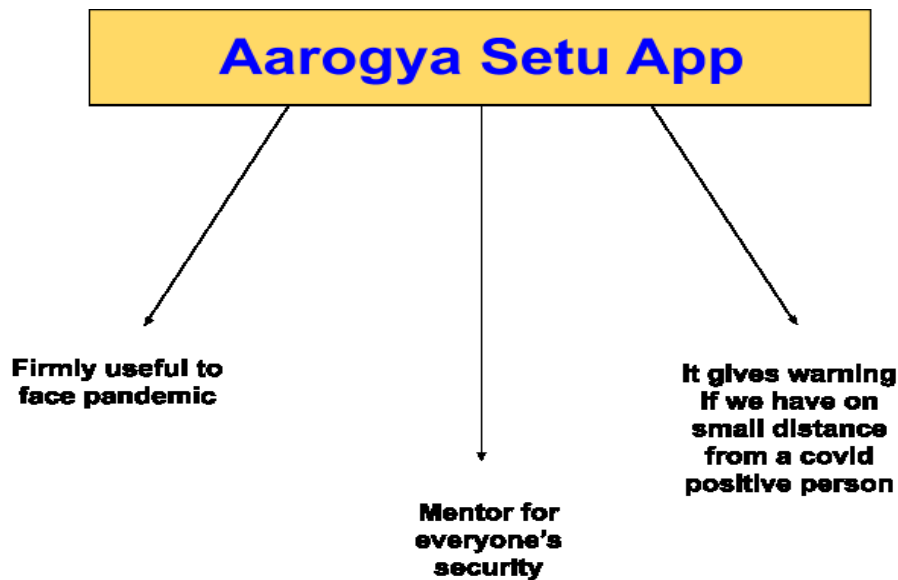 Aarogya Setu App
Firmly useful to
face pandemic
Mentor for
everyone's
security
It gives warning
If we have on
small distance
from a covid
positive person